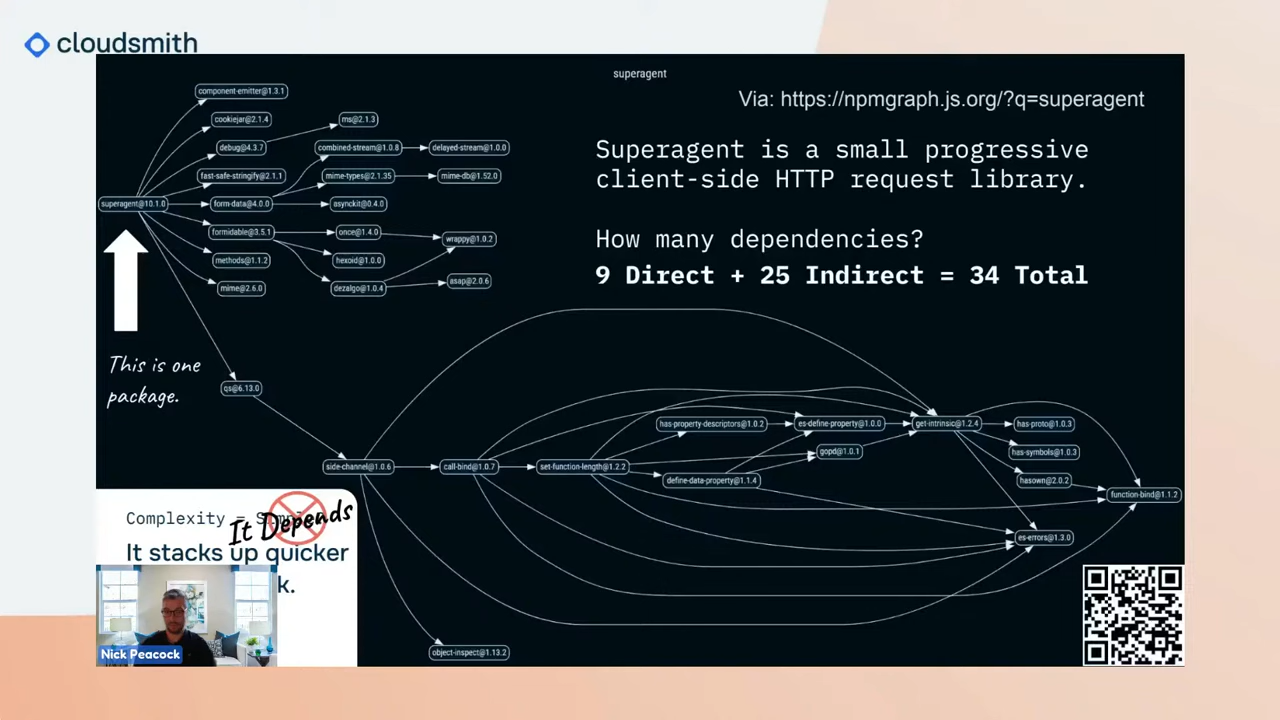 cloudsmith
superagent
Via: https://npmgraph.js.org/?q=superagent
Superagent is a small progressive
client-side HTTP request library.
How many dependencies?
9 Direct + 25 Indirect = 34 Total
component-emitter@1.3.1
cookiejar@2.1.4
ms@2.1.3
debug@4.3.7
combined-stream@1.0.8
delayed-stream@1.0.0
fast-safe-stringify@2.1.1
mime-types@2.1.35
mime-db@1.52.0
superagent@10.1.0
form-data@4.0.0
asynckit@0.4.0
formidable@3.5.1
once@1.4.0
wrappy@1.0.2
methods@1.1.2
hexoid@1.0.0
mime@2.6.0
dezalgo@1.0.4
asap@2.0.6
This is one
package.
qs@6.13.0
has-property-descriptors@1.0.2
es-define-property@1.0.0
get-intrinsic@1.2.4
has-proto@1.0.3
gopd@1.0.1
has-symbols@1.0.3
side-channel@1.0.6
call-bind@1.0.7
set-function-length@1.2.2
define-data-property@1.1.4
hasown@2.0.2
function-bind@1.1.2
es-errors@1.3.0
object-inspect@1.13.2
Complexity =
It Depends
It stacks up quicker
k.
Nick Peacock